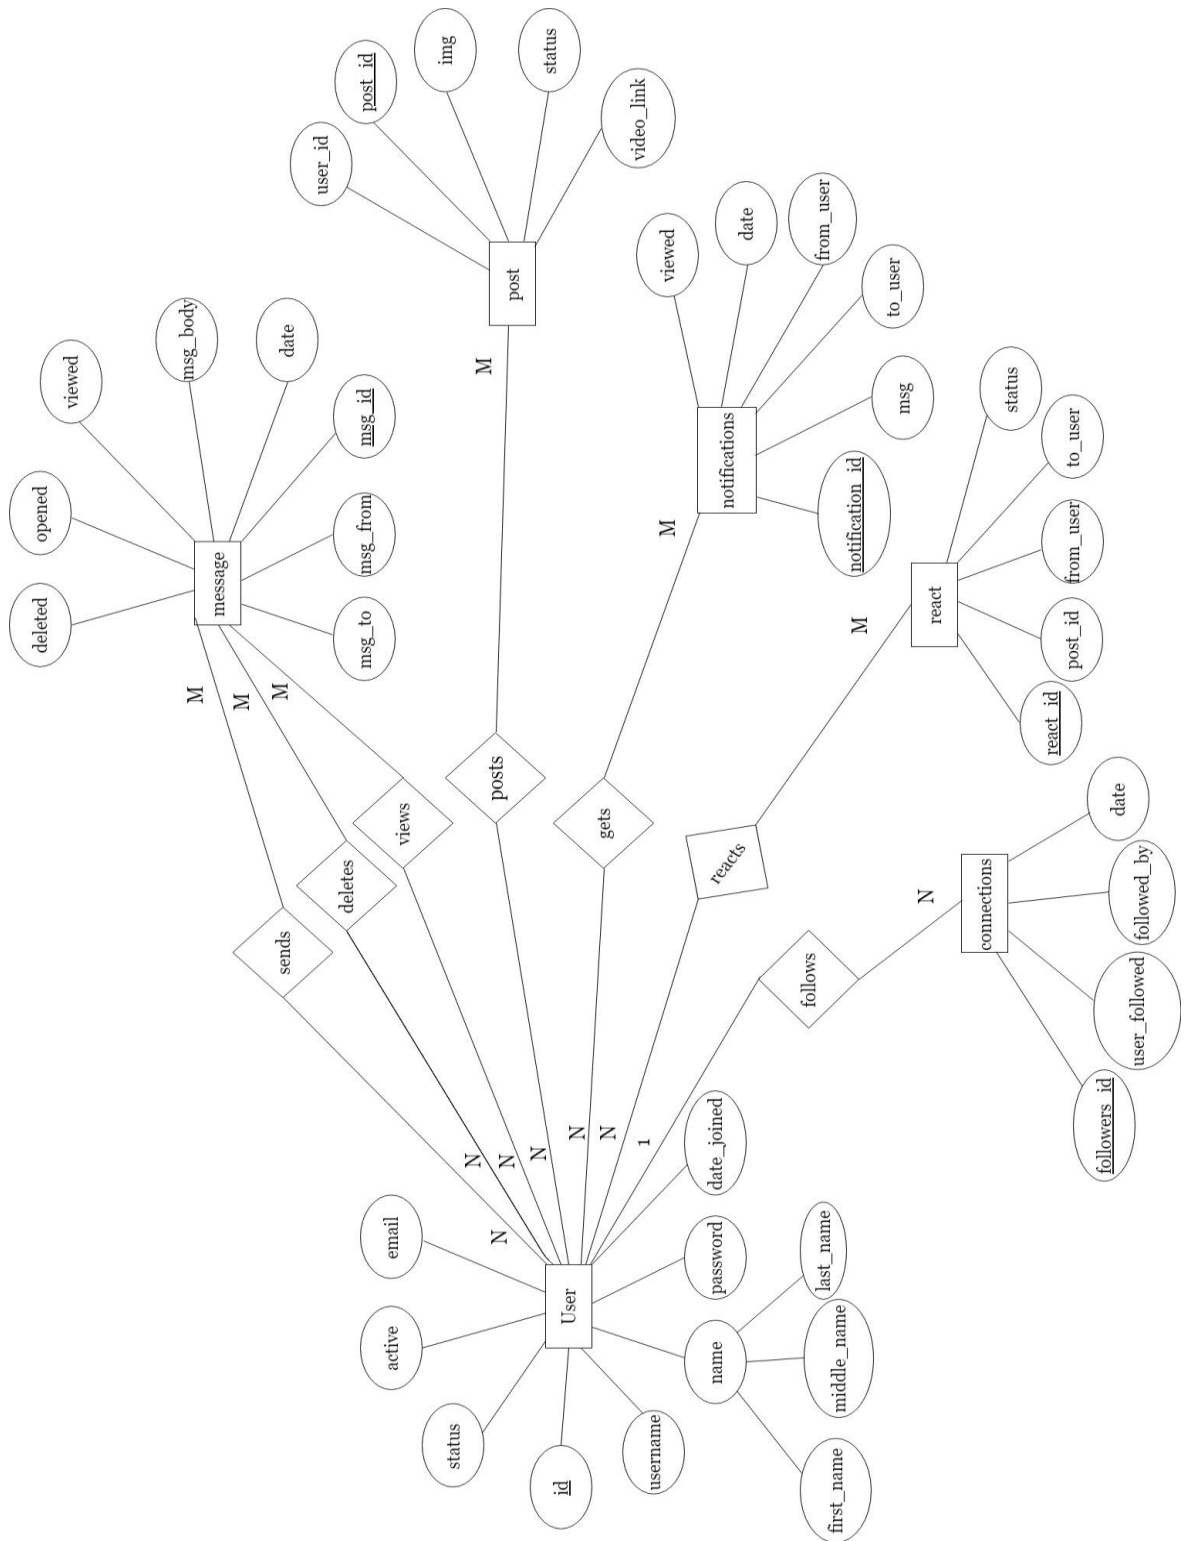 deleted
opened
viewed
msg_body
date
msg_id
msg_from
msg_to
message
user_id
post_id
img
status
video_link
post
viewed
date
from_user
to_user
msg
notification_id
notifications
status
to_user
from_user
post_id
react_id
react
date
followed_by
user_followed
followers_id
connections
M
M
M
M
M
M
N
sends
deletes
views
posts
gets
reacts
follows
N
N
N
N
N
N
1
email
active
status
id
username
name
first_name
middle_name
last_name
password
date_joined
User